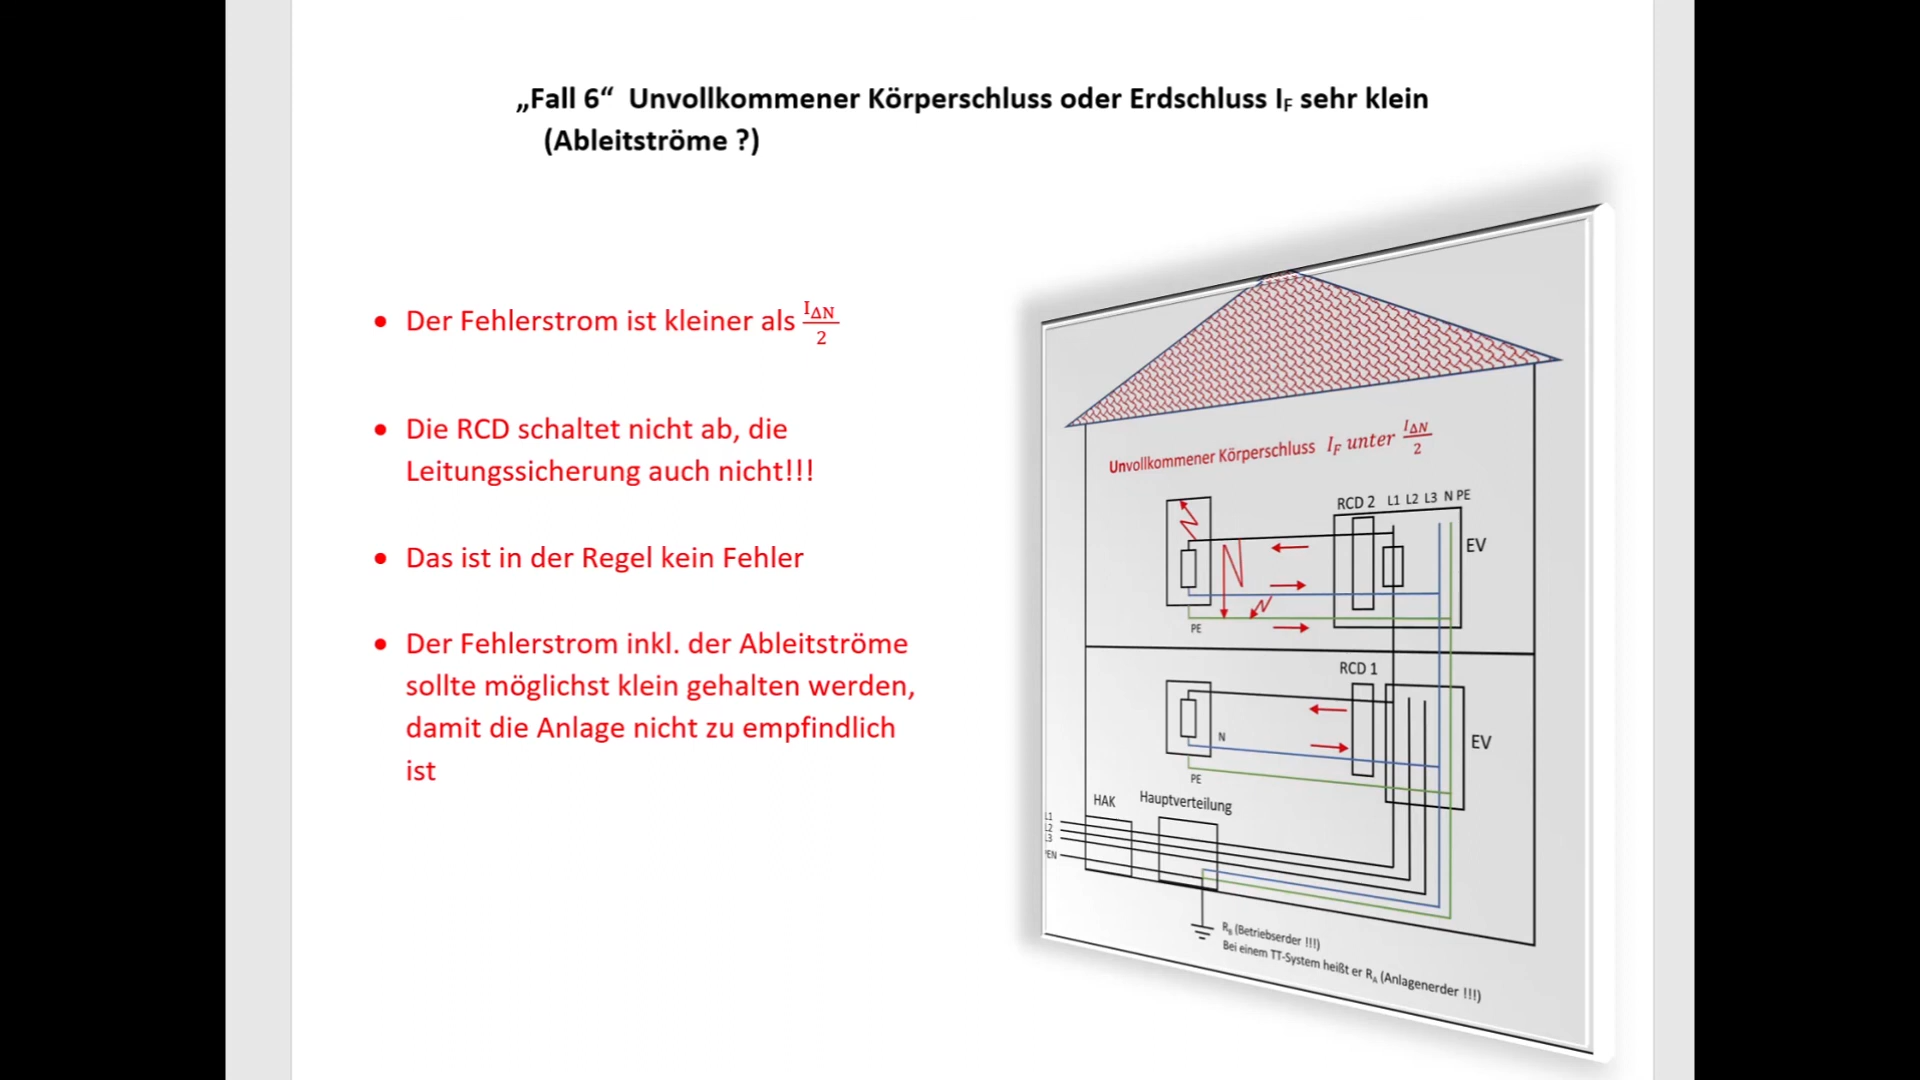 „Fall 6“ Unvollkommener Körperschluss oder Erdschluss I_F sehr klein
(Ableitströme ?)
• Der Fehlerstrom ist kleiner als I_ΔN/2
• Die RCD schaltet nicht ab, die
Leitungssicherung auch nicht!!!
• Das ist in der Regel kein Fehler
• Der Fehlerstrom inkl. der Ableitströme
sollte möglichst klein gehalten werden,
damit die Anlage nicht zu empfindlich
ist
Unvollkommener Körperschluss I_F unter I_ΔN/2
RCD 2 L1 L2 L3 N PE
EV
PE
RCD 1
N
EV
PE
HAK Hauptverteilung
L1
L2
L3
PEN
R_B (Betriebserder !!!)
Bei einem TT-System heißt er R_A (Anlagenerder !!!)